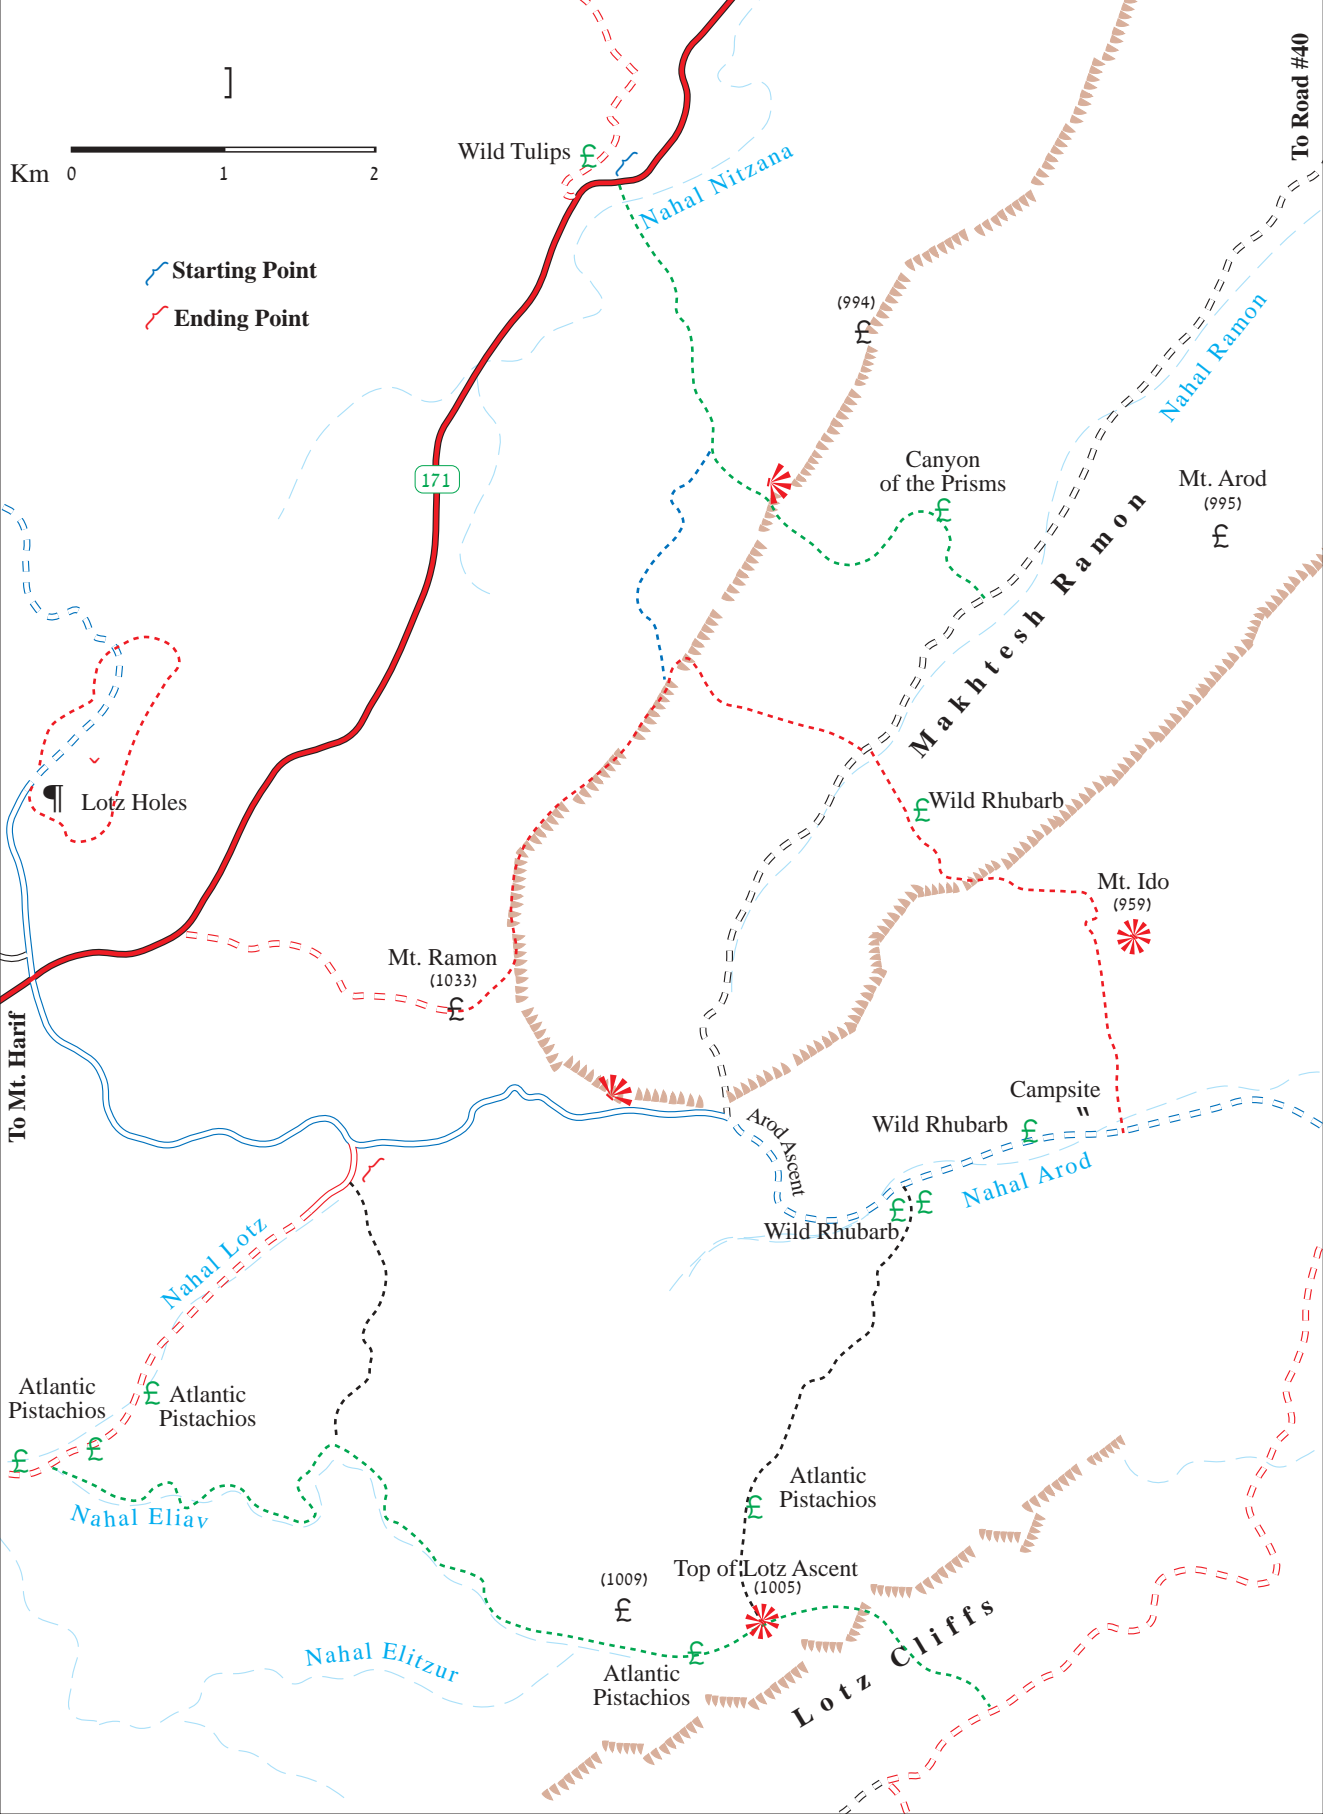 To Road #40
Wild Tulips
Nahal Nitzana
Km 0 1 2
Starting Point
Ending Point
(994)
Nahal Ramon
Canyon
of the Prisms
171
Mt. Arod
(995)
Makhtesh Ramon
Lotz Holes
Wild Rhubarb
Mt. Ido
(959)
Mt. Ramon
(1033)
To Mt. Harif
Campsite
Wild Rhubarb
Arod Ascent
Nahal Arod
Wild Rhubarb
Nahal Lotz
Atlantic
Pistachios
Atlantic
Pistachios
Nahal Eliav
Atlantic
Pistachios
Top of Lotz Ascent
(1005)
(1009)
Nahal Elitzur
Atlantic
Pistachios
Lotz Cliffs